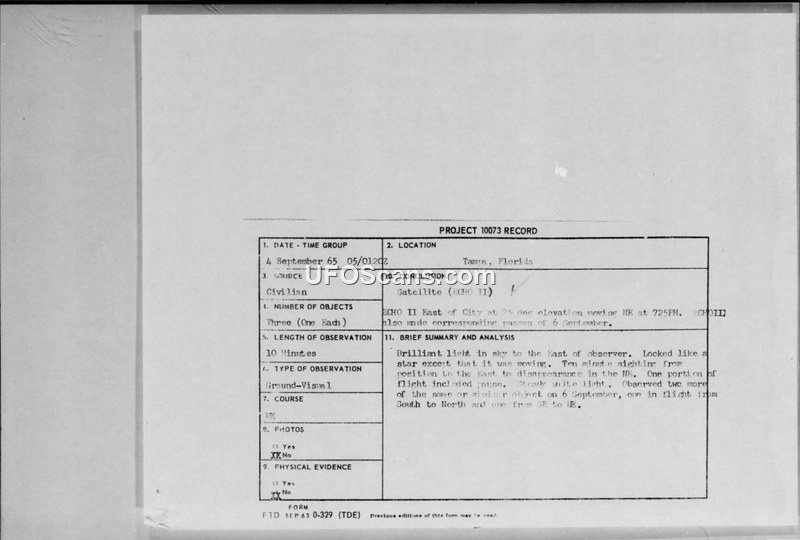 PROJECT 10073 RECORD
1. DATE - TIME GROUP
4 September 65 05/0120Z
2. LOCATION
Tampa, Florida
3. SOURCE
Civilian
10. CONCLUSION
Satellite (ECHO II)
ECHO II East of City at 25 deg elevation moving NE at 725PM. ECHOII
also made corresponding passes of 6 September.
4. NUMBER OF OBJECTS
Three (One Each)
5. LENGTH OF OBSERVATION
10 Minutes
11. BRIEF SUMMARY AND ANALYSIS
Brilliant light in sky to the East of observer. Looked like a
star except that it was moving. Ten minute sighting from
position to the East to disappearance in the NE. One portion of
flight included pause. Steady white light. Observed two more
of the same or similar object on 6 September, one in flight from
South to North and one from SE to NE.
6. TYPE OF OBSERVATION
Ground-Visual
7. COURSE
NE
8. PHOTOS
□ Yes
XX No
9. PHYSICAL EVIDENCE
□ Yes
XX No
FORM
FTD SEP 63 0-329 (TDE) Previous editions of this form may be used.
UFOScans.com